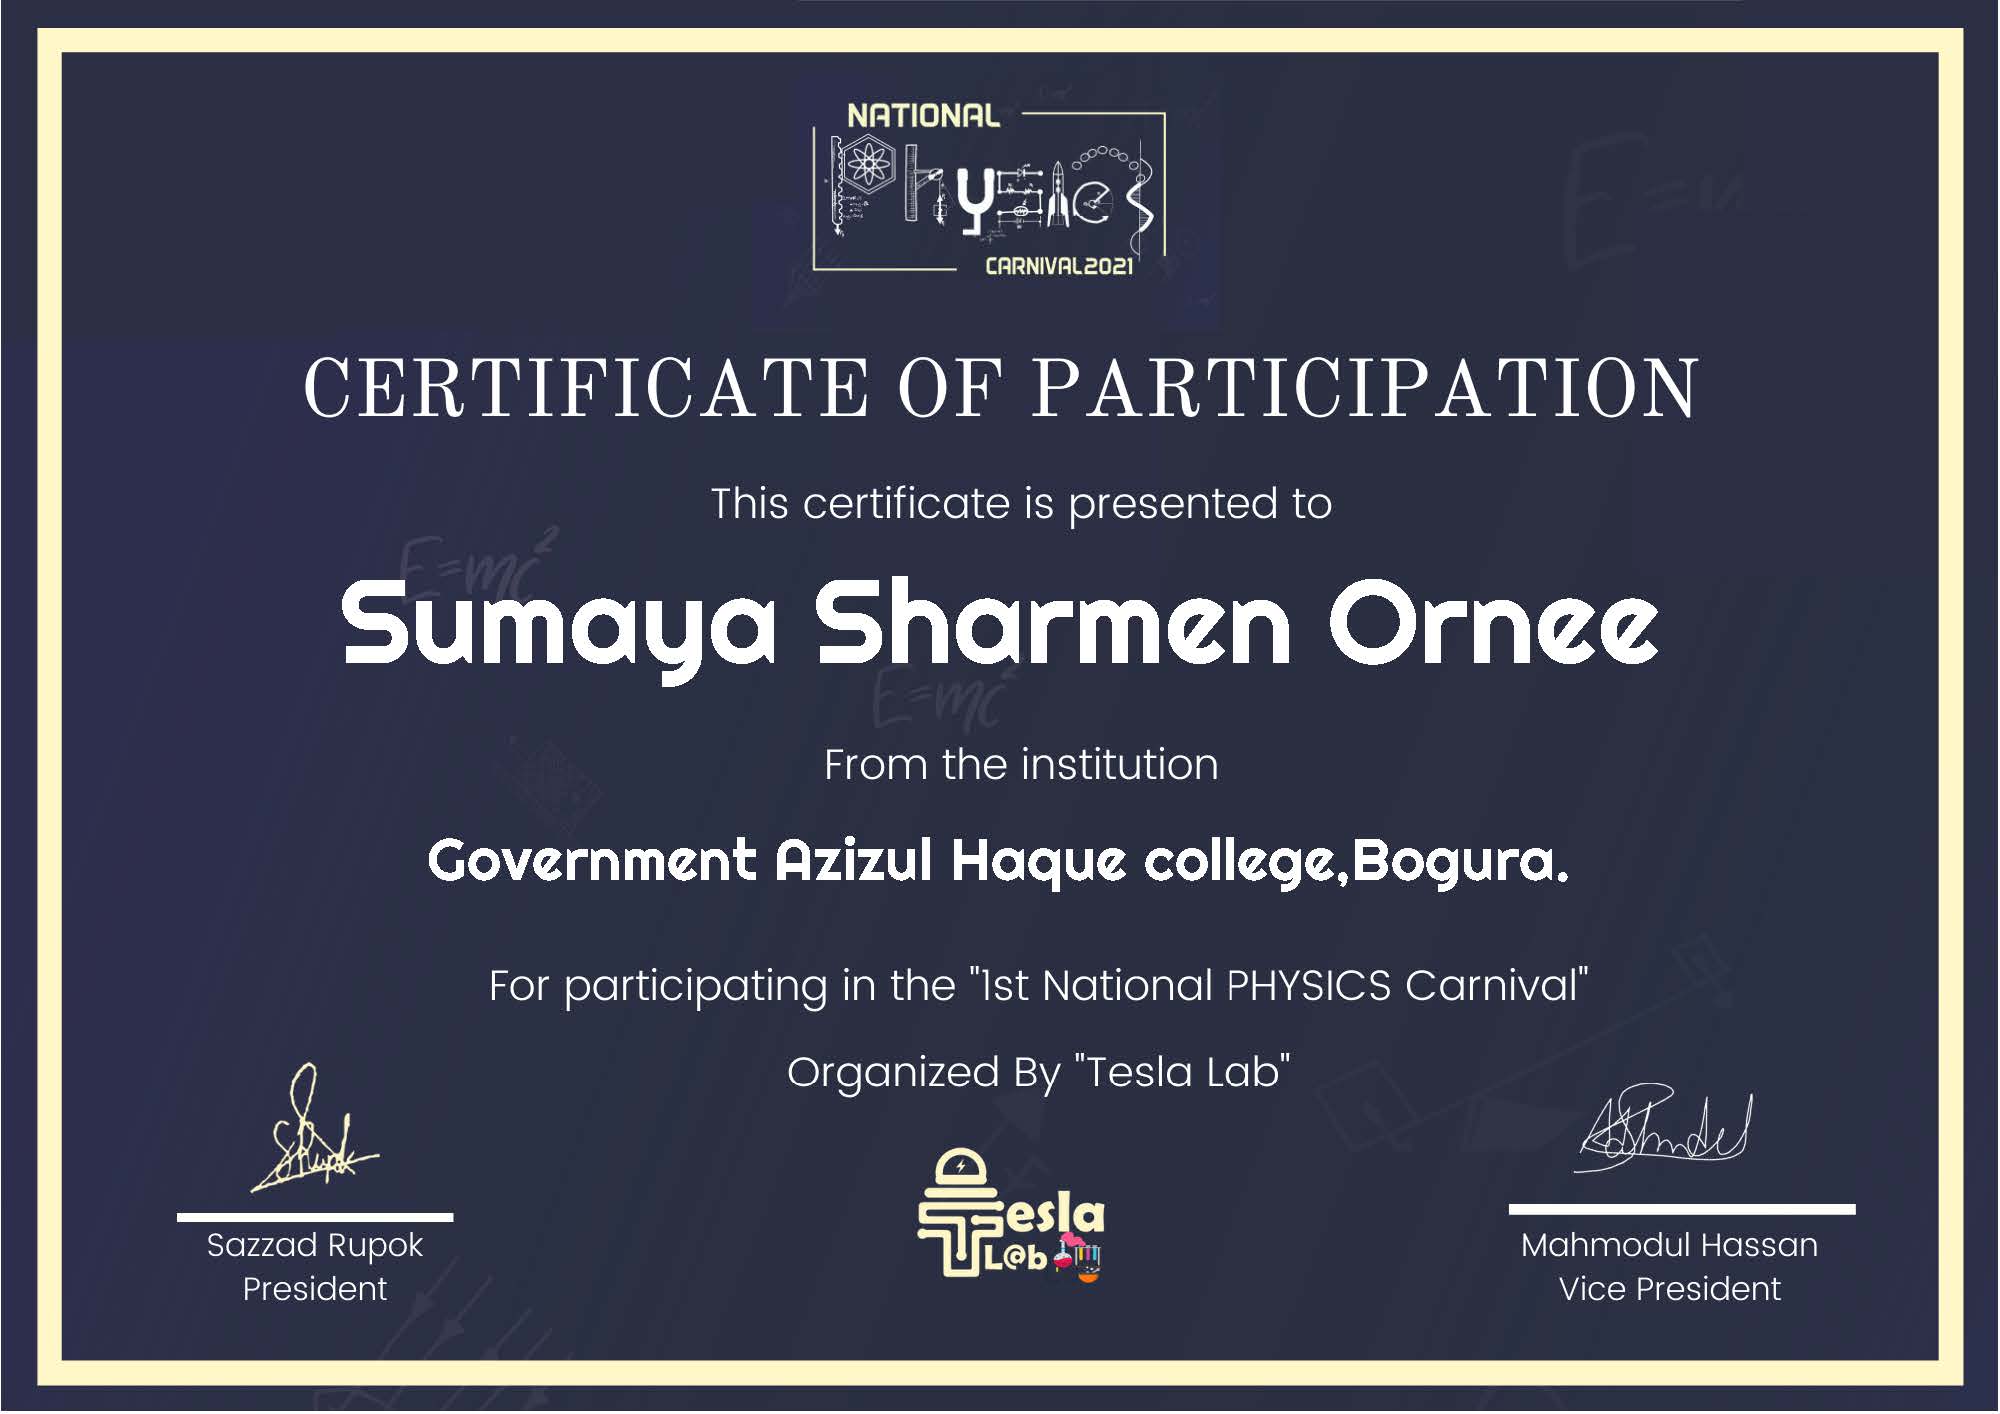 NATIONAL
Physics
CARNIVAL2021
CERTIFICATE OF PARTICIPATION
This certificate is presented to
E=mc²
Sumaya Sharmen Ornee
E=mc²
From the institution
Government Azizul Haque college,Bogura.
For participating in the "1st National PHYSICS Carnival"
Organized By "Tesla Lab"
Tesla
L@b
Sazzad Rupok
President
Mahmodul Hassan
Vice President